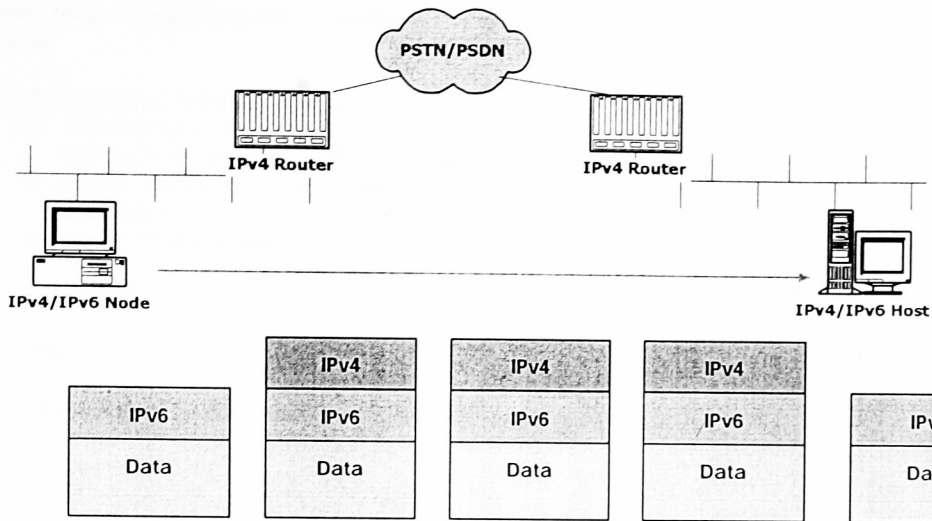 PSTN/PSDN
IPv4 Router
IPv4 Router
IPv4/IPv6 Node
IPv4/IPv6 Host
IPv4
IPv4
IPv4
IPv6
IPv6
IPv6
IPv6
Data
Data
Data
Data